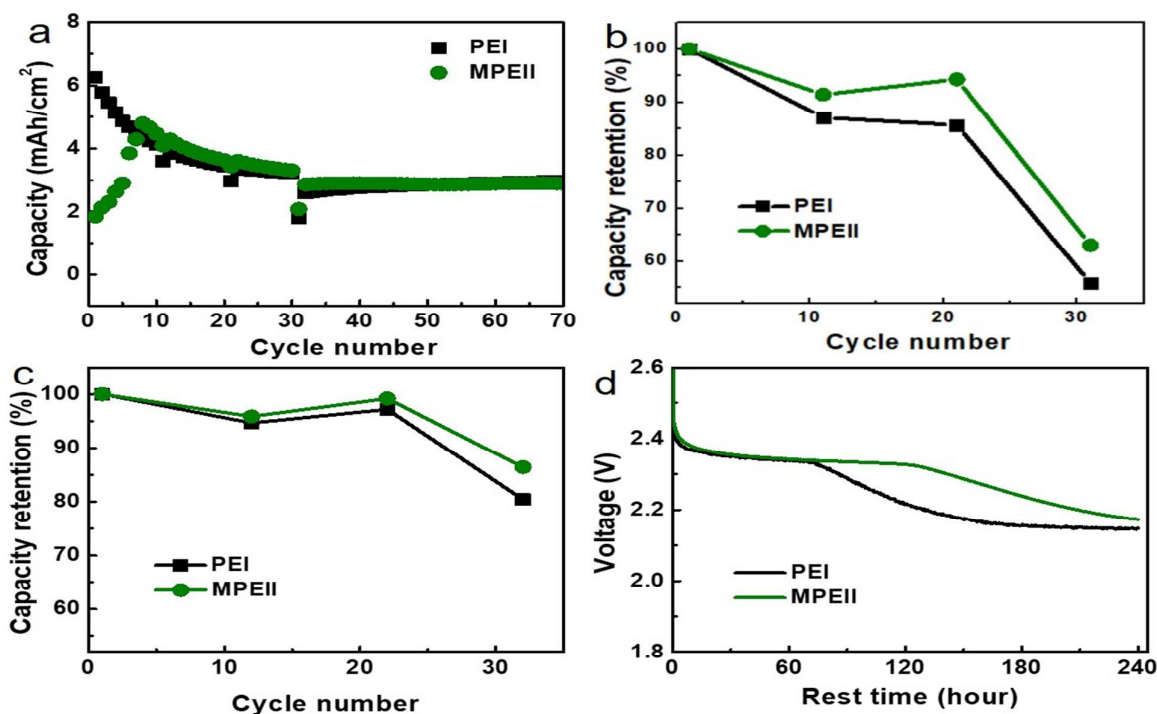 a
PEI
MPEII
Capacity (mAh/cm²)
8
6
4
2
0
0 10 20 30 40 50 60 70
Cycle number
b
Capacity retention (%)
100
90
80
70
60
PEI
MPEII
0 10 20 30
Cycle number
c
Capacity retention (%)
100
90
80
70
60
PEI
MPEII
0 10 20 30
Cycle number
d
Voltage (V)
2.6
2.4
2.2
2.0
1.8
PEI
MPEII
0 60 120 180 240
Rest time (hour)